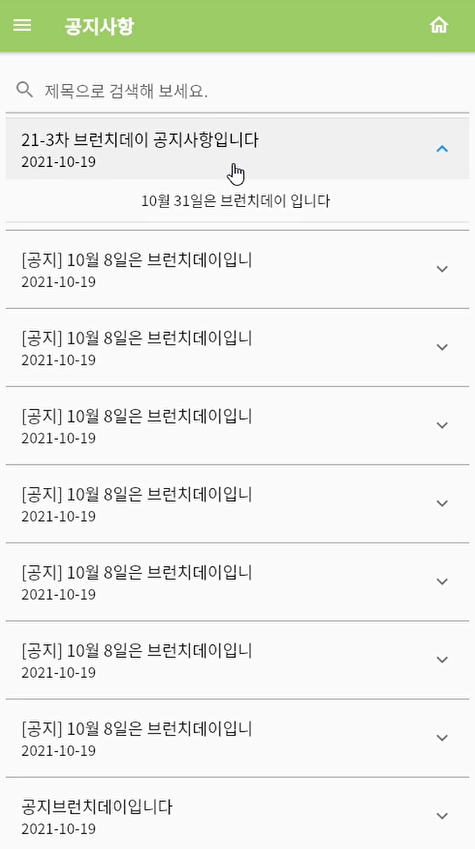 공지사항
제목으로 검색해 보세요.
21-3차 브런치데이 공지사항입니다
2021-10-19
10월 31일은 브런치데이 입니다
[공지] 10월 8일은 브런치데이입니
2021-10-19
[공지] 10월 8일은 브런치데이입니
2021-10-19
[공지] 10월 8일은 브런치데이입니
2021-10-19
[공지] 10월 8일은 브런치데이입니
2021-10-19
[공지] 10월 8일은 브런치데이입니
2021-10-19
[공지] 10월 8일은 브런치데이입니
2021-10-19
[공지] 10월 8일은 브런치데이입니
2021-10-19
공지브런치데이입니다
2021-10-19